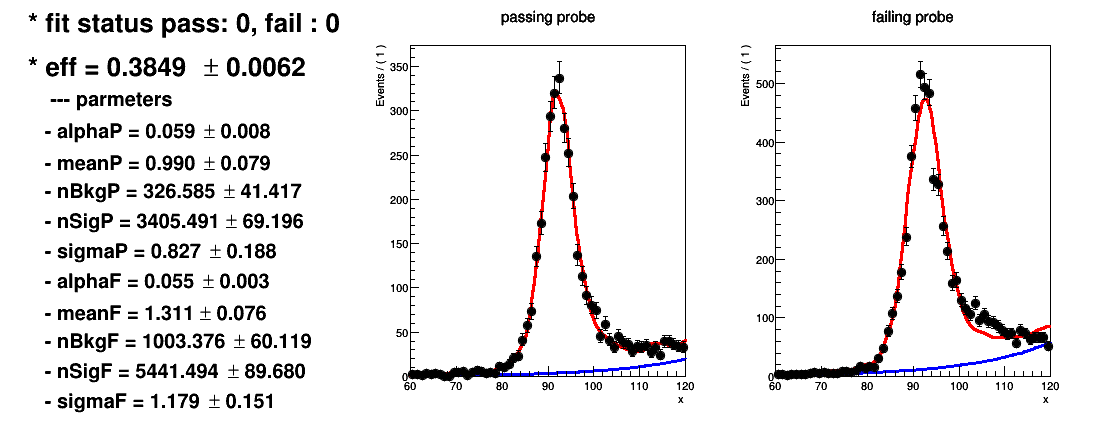 * fit status pass: 0, fail : 0
* eff = 0.3849 ± 0.0062
--- parmeters
- alphaP = 0.059 ± 0.008
- meanP = 0.990 ± 0.079
- nBkgP = 326.585 ± 41.417
- nSigP = 3405.491 ± 69.196
- sigmaP = 0.827 ± 0.188
- alphaF = 0.055 ± 0.003
- meanF = 1.311 ± 0.076
- nBkgF = 1003.376 ± 60.119
- nSigF = 5441.494 ± 89.680
- sigmaF = 1.179 ± 0.151
passing probe
Events / ( 1 )
350
300
250
200
150
100
50
0
60 70 80 90 100 110 120
x
failing probe
Events / ( 1 )
500
400
300
200
100
0
60 70 80 90 100 110 120
x